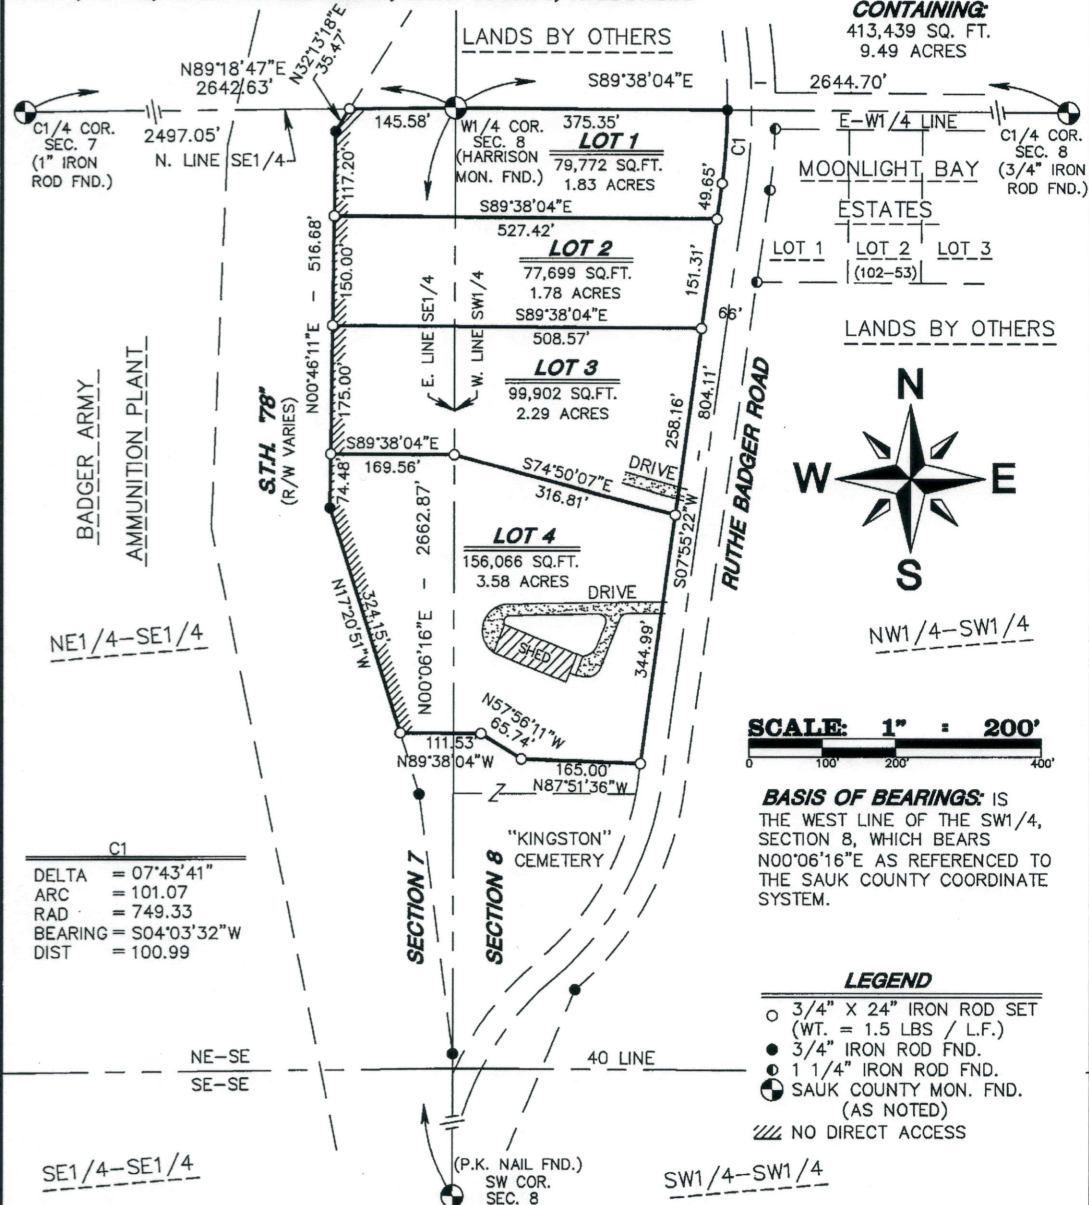 CONTAINING:
413,439 SQ. FT.
9.49 ACRES
LANDS BY OTHERS
N32°13'18"E
35.47'
N89°18'47"E
2642.63'
S89°38'04"E
2644.70'
C1/4 COR.
SEC. 7
(1" IRON
ROD FND.)
2497.05'
N. LINE SE1/4
145.58'
W1/4 COR.
SEC. 8
(HARRISON
MON. FND.)
375.35'
LOT 1
79,772 SQ.FT.
1.83 ACRES
C1
E-W1/4 LINE
C1/4 COR.
SEC. 8
(3/4" IRON
ROD FND.)
MOONLIGHT BAY
ESTATES
LOT 1
LOT 2
LOT 3
(102-53)
117.20'
49.65'
S89°38'04"E
527.42'
LOT 2
77,699 SQ.FT.
1.78 ACRES
N00°46'11"E - 516.68'
150.00'
151.31'
66'
S89°38'04"E
508.57'
E. LINE SE1/4
W. LINE SW1/4
LANDS BY OTHERS
LOT 3
99,902 SQ.FT.
2.29 ACRES
BADGER ARMY
AMMUNITION PLANT
S.T.H. "78"
(R/W VARIES)
175.00'
258.16'
S07°55'22"W - 804.11'
RUTHE BADGER ROAD
N
W
E
S
S89°38'04"E
169.56'
S74°50'07"E
316.81'
DRIVE
74.48'
LOT 4
156,066 SQ.FT.
3.58 ACRES
N00°06'16"E - 2662.87'
DRIVE
SHED
344.99'
324.15'
N17°20'51"W
NE1/4-SE1/4
NW1/4-SW1/4
N57°56'11"W
65.74'
111.53'
N89°38'04"W
165.00'
N87°51'36"W
SCALE: 1" = 200'
0 100' 200' 400'
BASIS OF BEARINGS: IS
THE WEST LINE OF THE SW1/4,
SECTION 8, WHICH BEARS
N00°06'16"E AS REFERENCED TO
THE SAUK COUNTY COORDINATE
SYSTEM.
"KINGSTON"
CEMETERY
SECTION 7
SECTION 8
C1
DELTA = 07°43'41"
ARC = 101.07
RAD = 749.33
BEARING = S04°03'32"W
DIST = 100.99
LEGEND
3/4" X 24" IRON ROD SET
(WT. = 1.5 LBS / L.F.)
3/4" IRON ROD FND.
1 1/4" IRON ROD FND.
SAUK COUNTY MON. FND.
(AS NOTED)
NO DIRECT ACCESS
NE-SE
SE-SE
40 LINE
SE1/4-SE1/4
(P.K. NAIL FND.)
SW COR.
SEC. 8
SW1/4-SW1/4